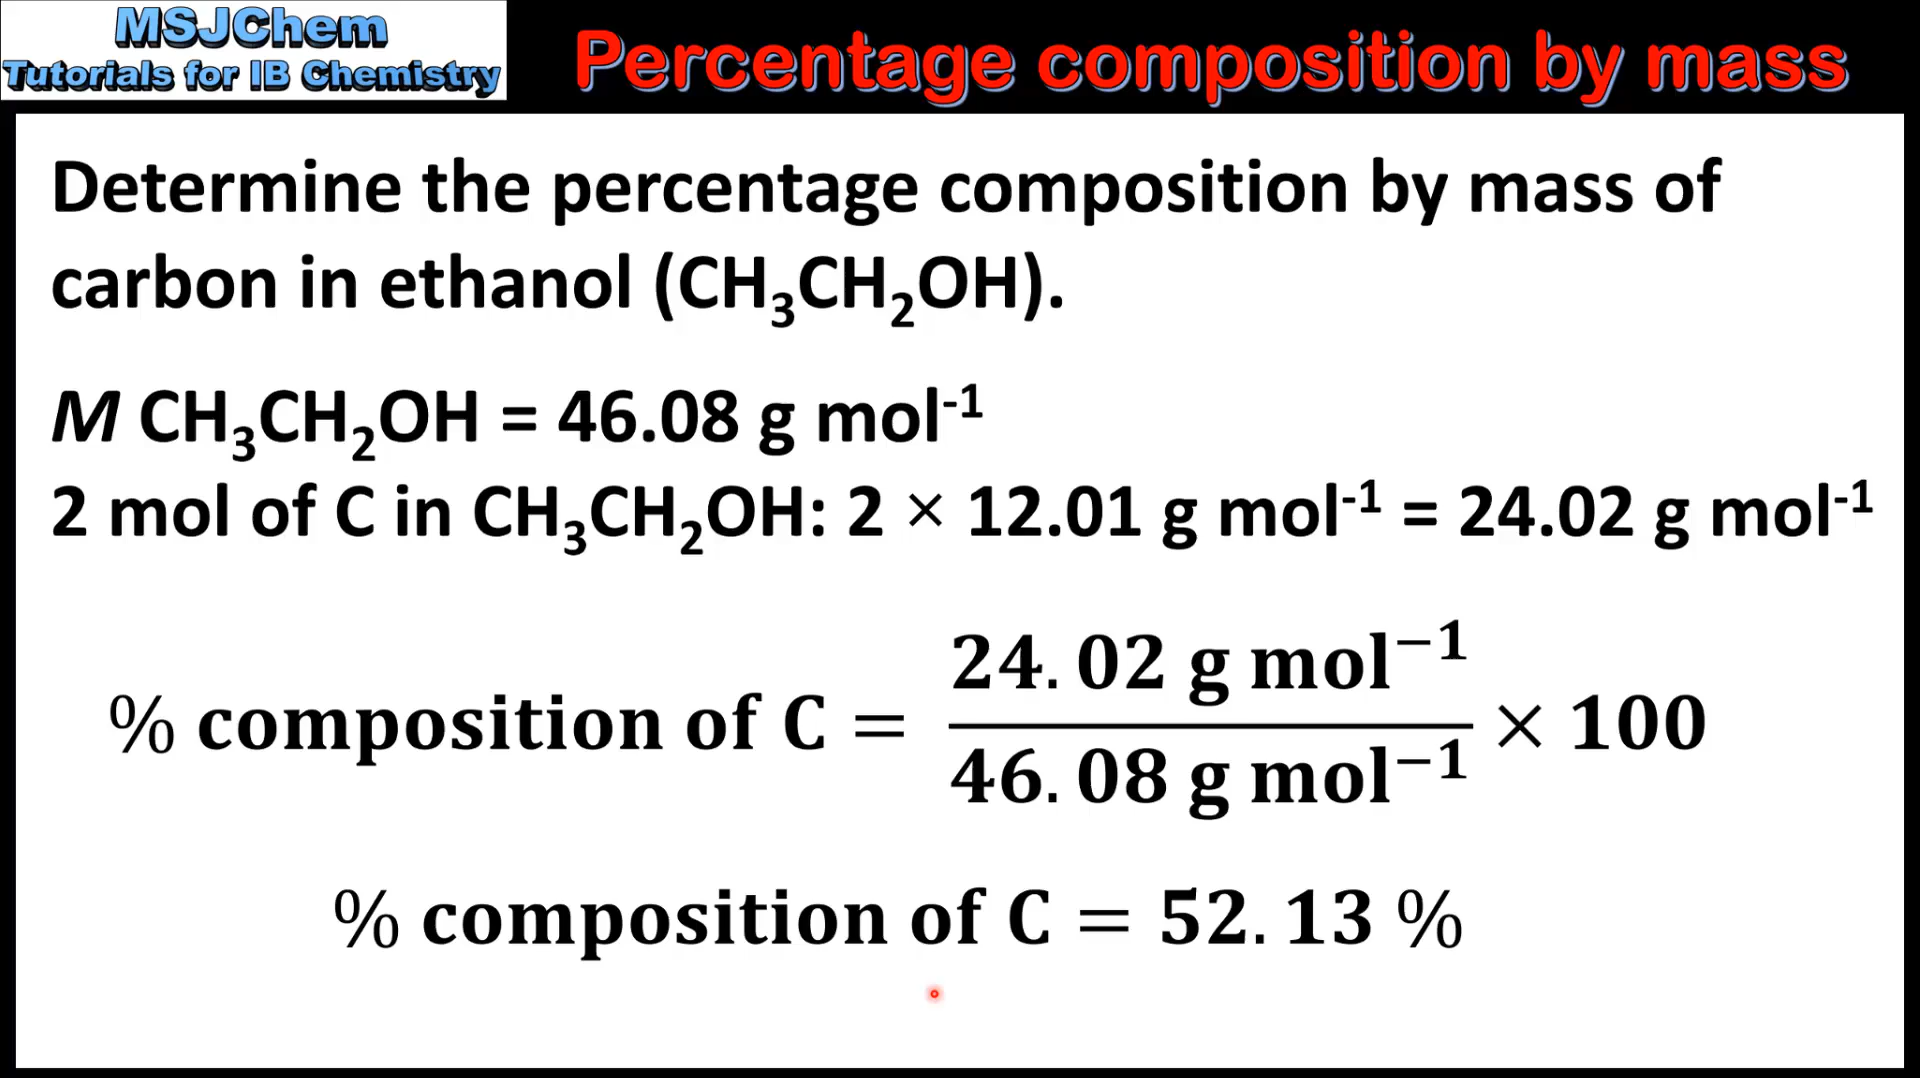 MSJChem
Tutorials for IB Chemistry
Percentage composition by mass
Determine the percentage composition by mass of
carbon in ethanol (CH₃CH₂OH).
M CH₃CH₂OH = 46.08 g mol⁻¹
2 mol of C in CH₃CH₂OH: 2 × 12.01 g mol⁻¹ = 24.02 g mol⁻¹
% composition of C = 24.02 g mol⁻¹ / 46.08 g mol⁻¹ × 100
% composition of C = 52.13 %